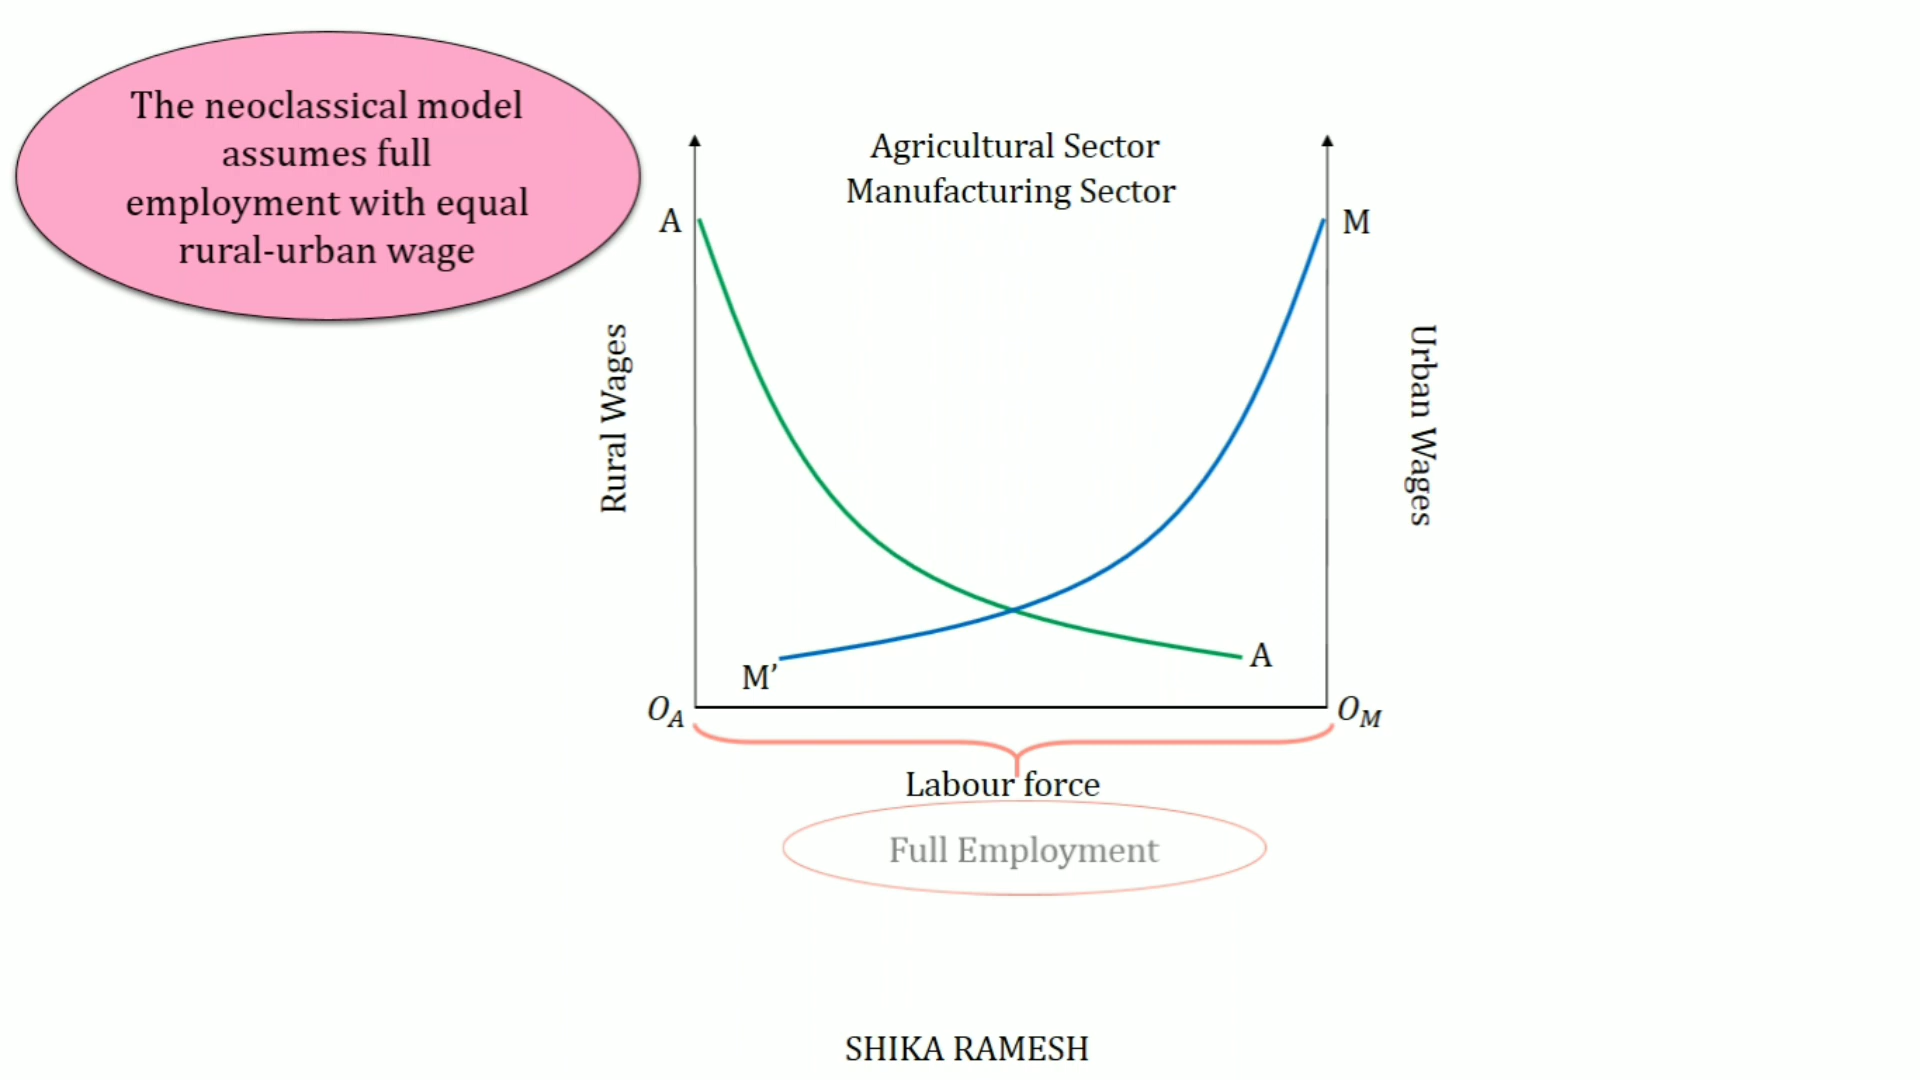 The neoclassical model
assumes full
employment with equal
rural-urban wage
Agricultural Sector
Manufacturing Sector
A
M
Rural Wages
Urban Wages
M’
A
O_A
O_M
Labour force
Full Employment
SHIKA RAMESH